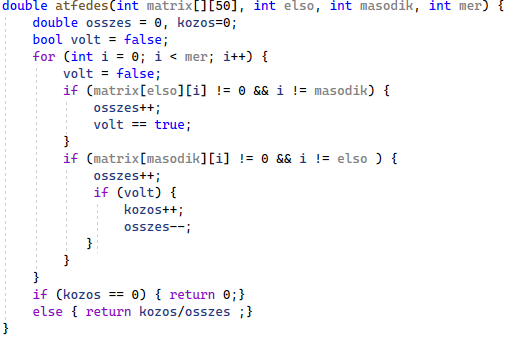 double atfedes(int matrix[][50], int elso, int masodik, int mer) {
    double osszes = 0, kozos=0;
    bool volt = false;
    for (int i = 0; i < mer; i++) {
        volt = false;
        if (matrix[elso][i] != 0 && i != masodik) {
            osszes++;
            volt == true;
        }
        if (matrix[masodik][i] != 0 && i != elso ) {
            osszes++;
            if (volt) {
                kozos++;
                osszes--;
            }
        }
    }
    if (kozos == 0) { return 0;}
    else { return kozos/osszes ;}
}